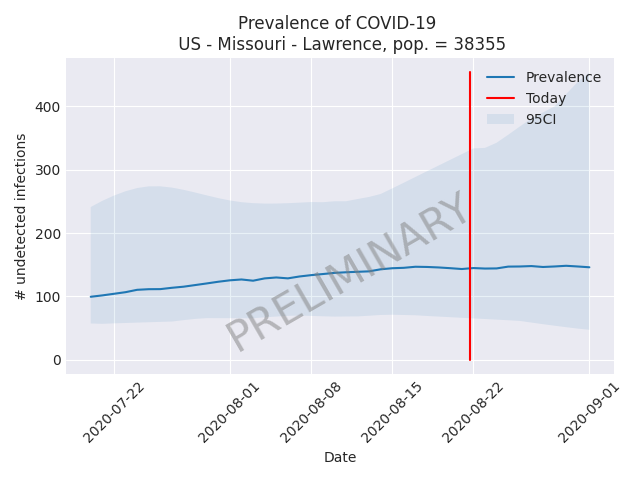 Prevalence of COVID-19
US - Missouri - Lawrence, pop. = 38355
Prevalence
Today
95CI
400
300
200
100
0
# undetected infections
PRELIMINARY
2020-07-22
2020-08-01
2020-08-08
2020-08-15
2020-08-22
2020-09-01
Date